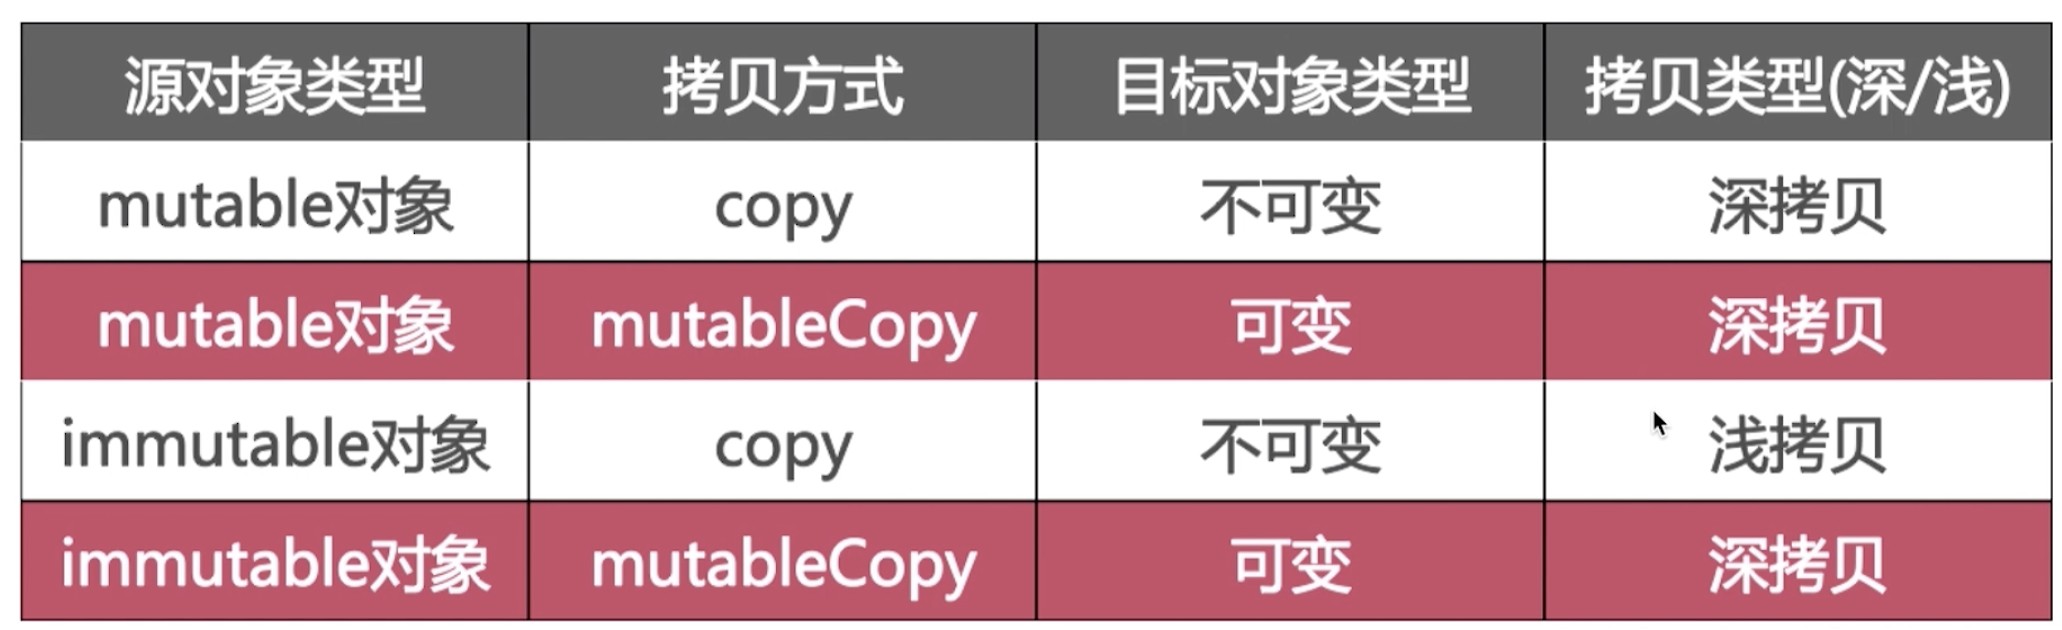 源对象类型 拷贝方式 目标对象类型 拷贝类型(深/浅)
mutable对象 copy 不可变 深拷贝
mutable对象 mutableCopy 可变 深拷贝
immutable对象 copy 不可变 浅拷贝
immutable对象 mutableCopy 可变 深拷贝